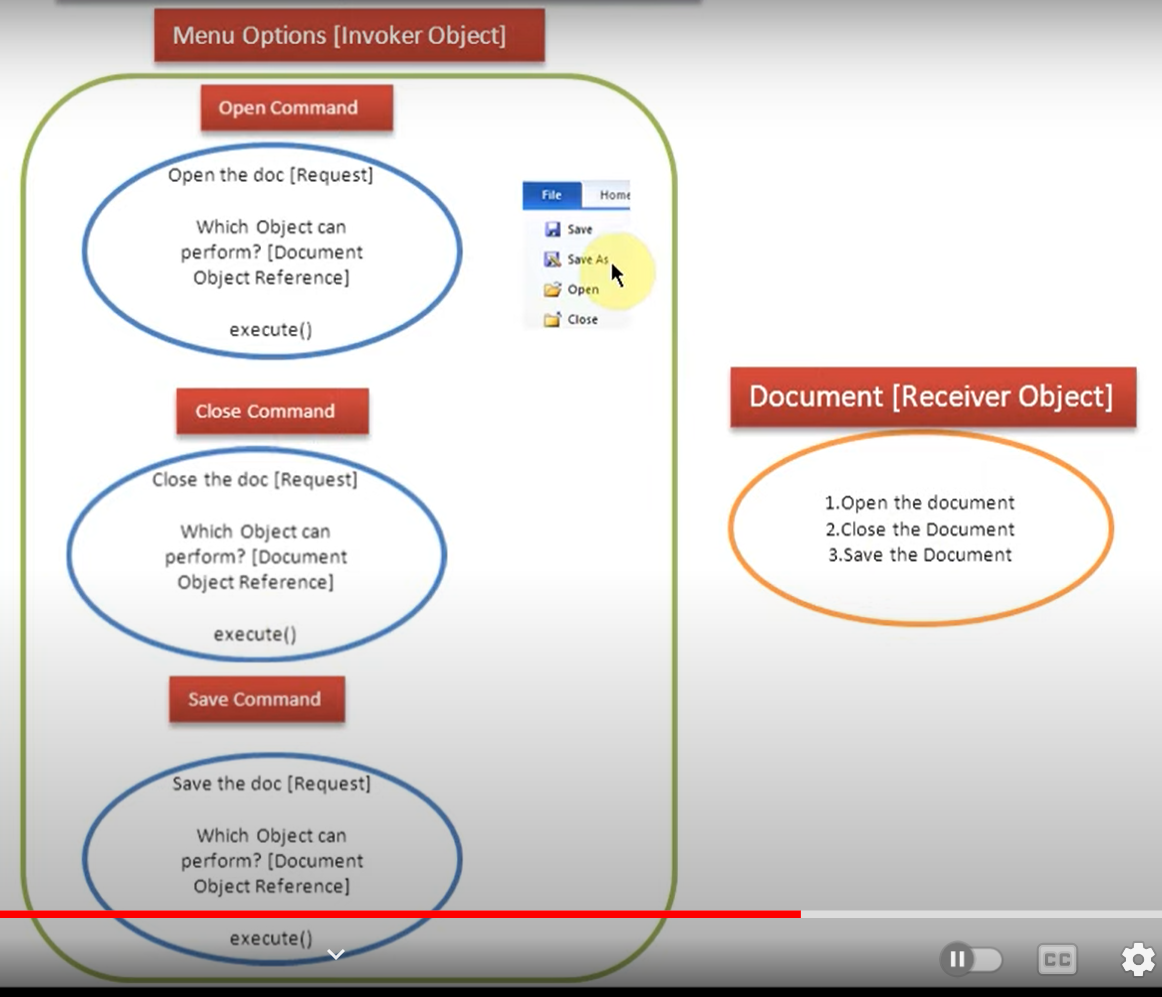 Menu Options [Invoker Object]
Open Command
Open the doc [Request]
Which Object can
perform? [Document
Object Reference]
execute()
File Home
Save
Save As
Open
Close
Close Command
Close the doc [Request]
Which Object can
perform? [Document
Object Reference]
execute()
Save Command
Save the doc [Request]
Which Object can
perform? [Document
Object Reference]
execute()
Document [Receiver Object]
1.Open the document
2.Close the Document
3.Save the Document
CC